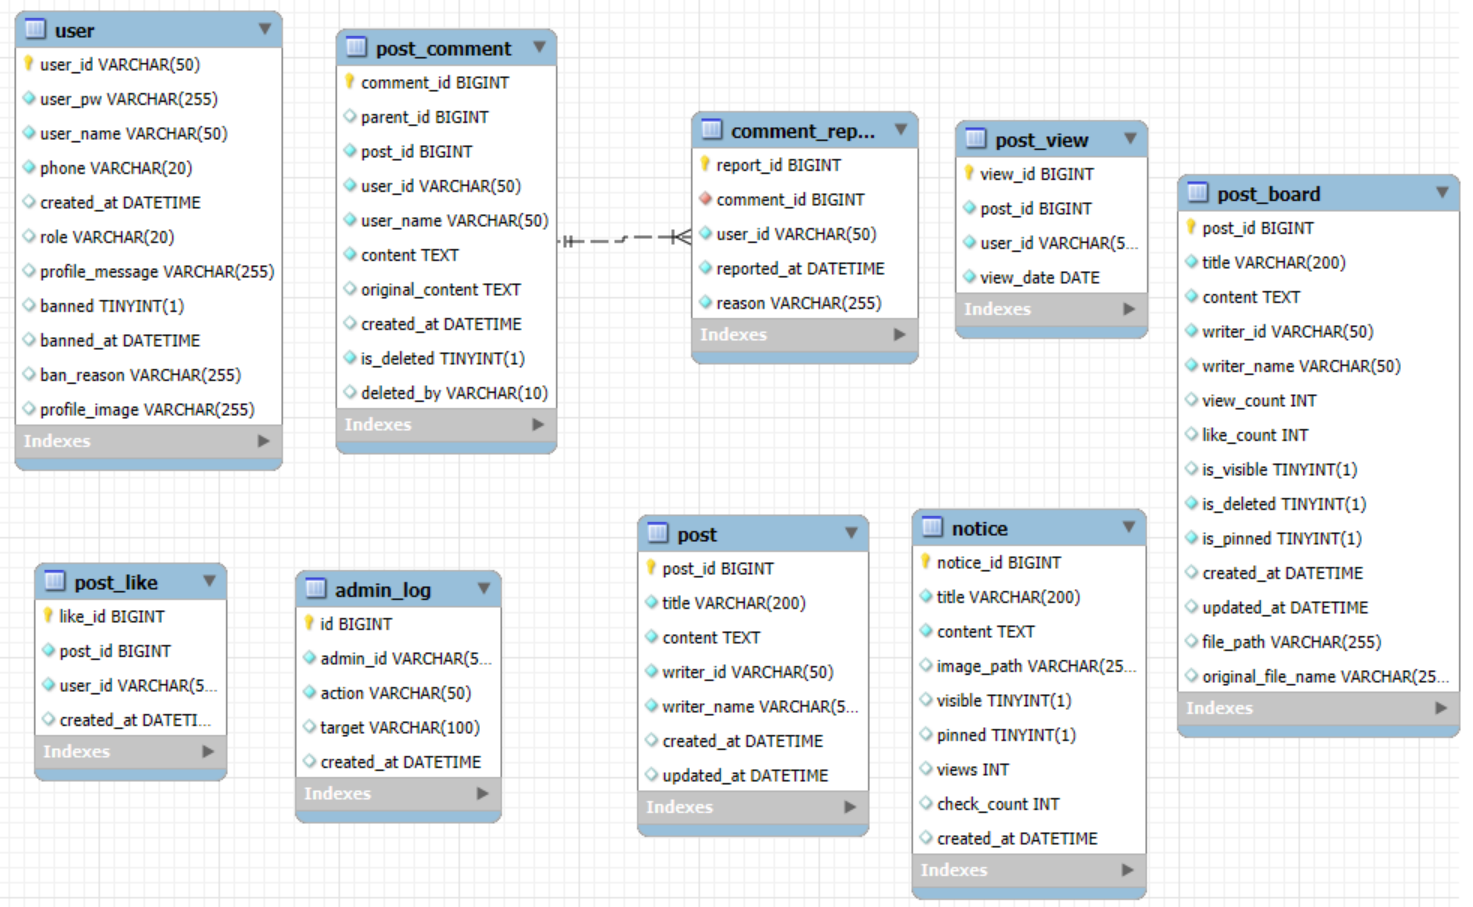 user
user_id VARCHAR(50)
user_pw VARCHAR(255)
user_name VARCHAR(50)
phone VARCHAR(20)
created_at DATETIME
role VARCHAR(20)
profile_message VARCHAR(255)
banned TINYINT(1)
banned_at DATETIME
ban_reason VARCHAR(255)
profile_image VARCHAR(255)
Indexes
post_comment
comment_id BIGINT
parent_id BIGINT
post_id BIGINT
user_id VARCHAR(50)
user_name VARCHAR(50)
content TEXT
original_content TEXT
created_at DATETIME
is_deleted TINYINT(1)
deleted_by VARCHAR(10)
Indexes
comment_rep...
report_id BIGINT
comment_id BIGINT
user_id VARCHAR(50)
reported_at DATETIME
reason VARCHAR(255)
Indexes
post_view
view_id BIGINT
post_id BIGINT
user_id VARCHAR(5...
view_date DATE
Indexes
post_board
post_id BIGINT
title VARCHAR(200)
content TEXT
writer_id VARCHAR(50)
writer_name VARCHAR(50)
view_count INT
like_count INT
is_visible TINYINT(1)
is_deleted TINYINT(1)
is_pinned TINYINT(1)
created_at DATETIME
updated_at DATETIME
file_path VARCHAR(255)
original_file_name VARCHAR(25...
Indexes
post_like
like_id BIGINT
post_id BIGINT
user_id VARCHAR(5...
created_at DATETI...
Indexes
admin_log
id BIGINT
admin_id VARCHAR(5...
action VARCHAR(50)
target VARCHAR(100)
created_at DATETIME
Indexes
post
post_id BIGINT
title VARCHAR(200)
content TEXT
writer_id VARCHAR(50)
writer_name VARCHAR(5...
created_at DATETIME
updated_at DATETIME
Indexes
notice
notice_id BIGINT
title VARCHAR(200)
content TEXT
image_path VARCHAR(25...
visible TINYINT(1)
pinned TINYINT(1)
views INT
check_count INT
created_at DATETIME
Indexes